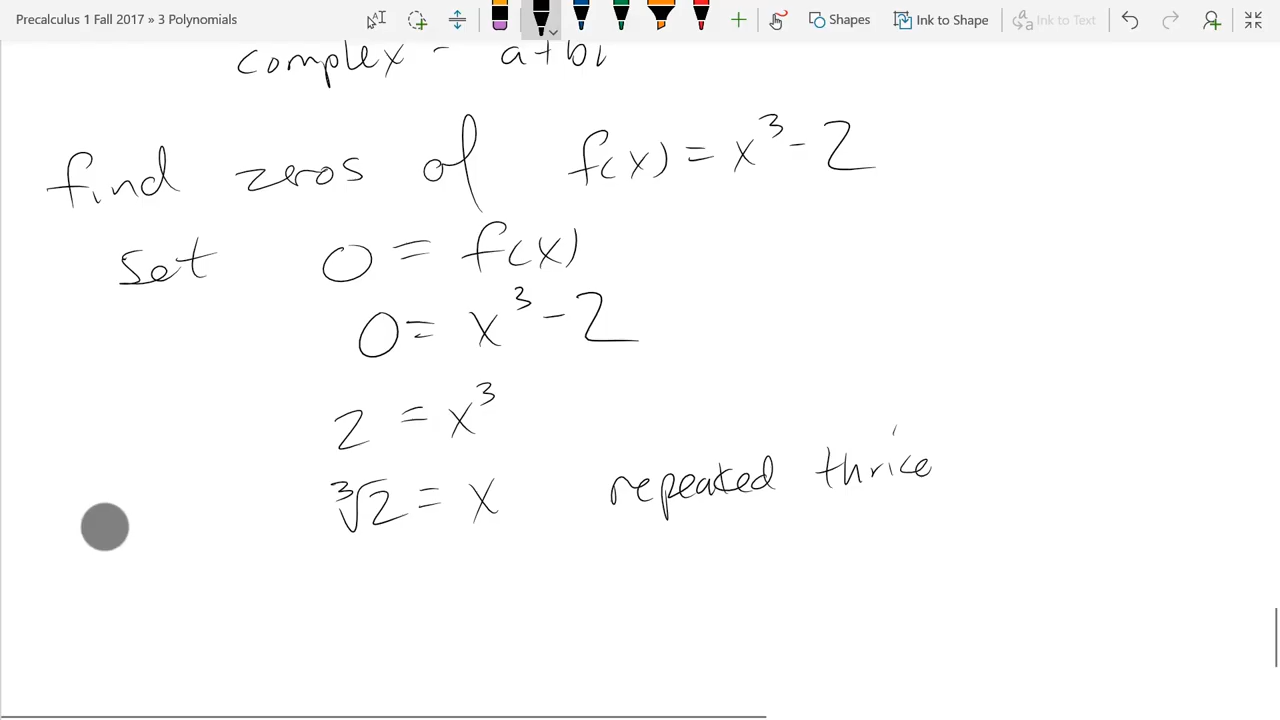 Precalculus 1 Fall 2017 » 3 Polynomials
Shapes
Ink to Shape
Ink to Text
complex - a+bi
find zeros of f(x) = x³ - 2
set 0 = f(x)
0 = x³ - 2
2 = x³
³√2 = x repeated thrice